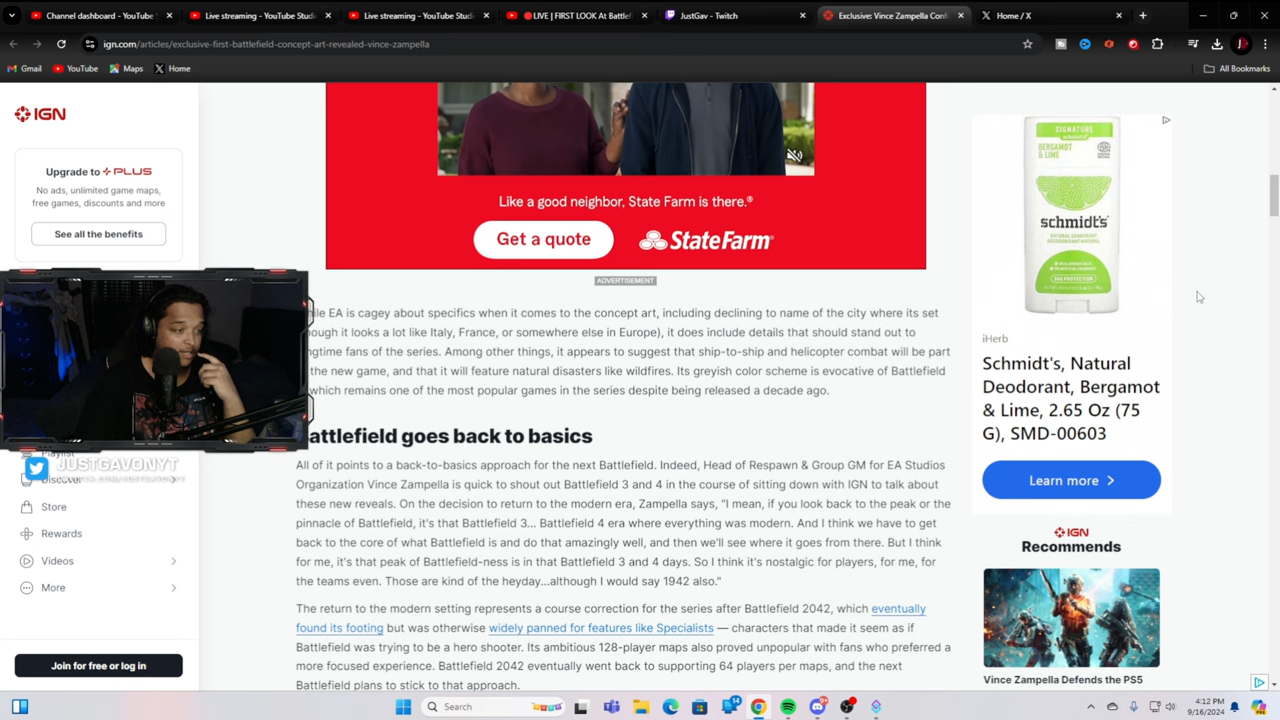 Channel dashboard - YouTube
Live streaming - YouTube Studi
Live streaming - YouTube Studi
LIVE | FIRST LOOK At Battlef
JustGav - Twitch
Exclusive: Vince Zampella Conf
Home / X
ign.com/articles/exclusive-first-battlefield-concept-art-revealed-vince-zampella
Gmail
YouTube
Maps
Home
All Bookmarks
IGN
Upgrade to PLUS
No ads, unlimited game maps,
free games, discounts and more
See all the benefits
Like a good neighbor, State Farm is there.®
Get a quote
State Farm
ADVERTISEMENT
EA is cagey about specifics when it comes to the concept art, including declining to name of the city where its set
it looks a lot like Italy, France, or somewhere else in Europe), it does include details that should stand out to
fans of the series. Among other things, it appears to suggest that ship-to-ship and helicopter combat will be part
the new game, and that it will feature natural disasters like wildfires. Its greyish color scheme is evocative of Battlefield
which remains one of the most popular games in the series despite being released a decade ago.
attlefield goes back to basics
All of it points to a back-to-basics approach for the next Battlefield. Indeed, Head of Respawn & Group GM for EA Studios
Organization Vince Zampella is quick to shout out Battlefield 3 and 4 in the course of sitting down with IGN to talk about
these new reveals. On the decision to return to the modern era, Zampella says, "I mean, if you look back to the peak or the
pinnacle of Battlefield, it's that Battlefield 3... Battlefield 4 era where everything was modern. And I think we have to get
back to the core of what Battlefield is and do that amazingly well, and then we'll see where it goes from there. But I think
for me, it's that peak of Battlefield-ness is in that Battlefield 3 and 4 days. So I think it's nostalgic for players, for me, for
the teams even. Those are kind of the heyday...although I would say 1942 also."
The return to the modern setting represents a course correction for the series after Battlefield 2042, which eventually
found its footing but was otherwise widely panned for features like Specialists — characters that made it seem as if
Battlefield was trying to be a hero shooter. Its ambitious 128-player maps also proved unpopular with fans who preferred a
more focused experience. Battlefield 2042 eventually went back to supporting 64 players per maps, and the next
Battlefield plans to stick to that approach.
Playlist
JUSTGAVONYT
Discover
Store
Rewards
Videos
More
Join for free or log in
SIGNATURE
BERGAMOT
& LIME
schmidt's
iHerb
Schmidt's, Natural
Deodorant, Bergamot
& Lime, 2.65 Oz (75
G), SMD-00603
Learn more
IGN
Recommends
Vince Zampella Defends the PS5
Search
14
4:12 PM
9/16/2024